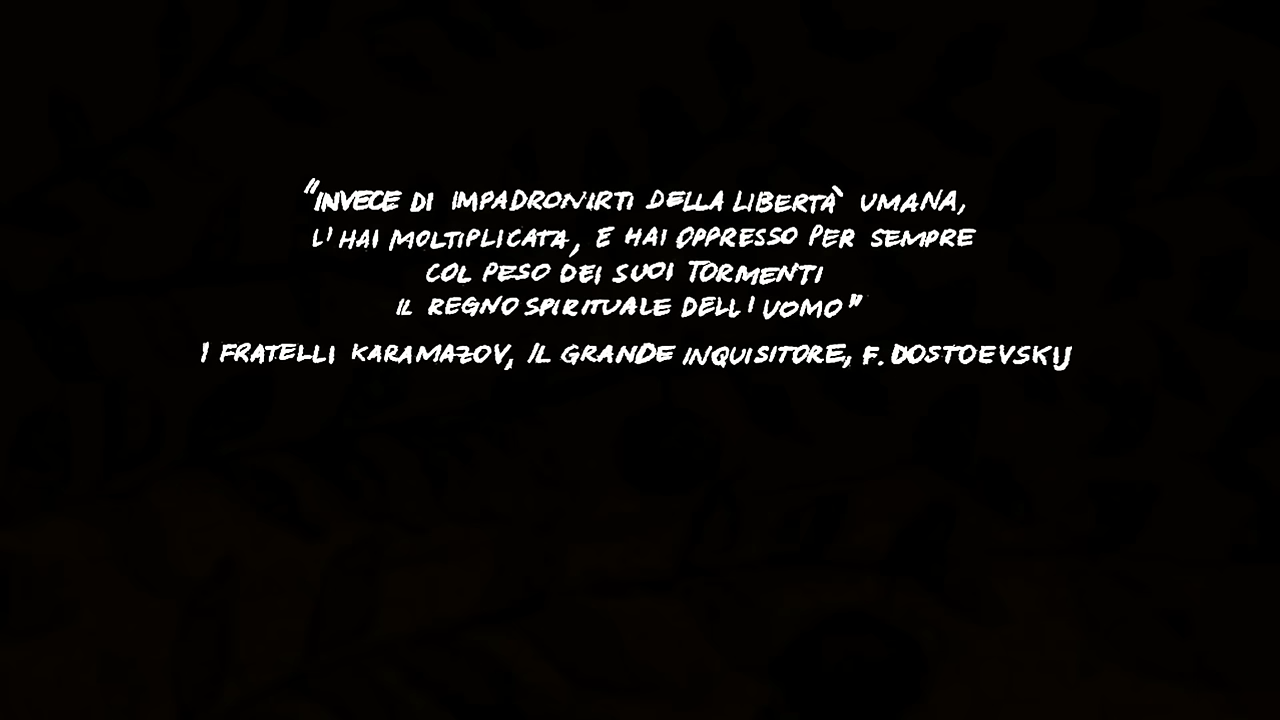 "INVECE DI IMPADRONIRTI DELLA LIBERTÀ UMANA,
L'HAI MOLTIPLICATA, E HAI OPPRESSO PER SEMPRE
COL PESO DEI SUOI TORMENTI
IL REGNO SPIRITUALE DELL'UOMO"
I FRATELLI KARAMAZOV, IL GRANDE INQUISITORE, F. DOSTOEVSKIJ